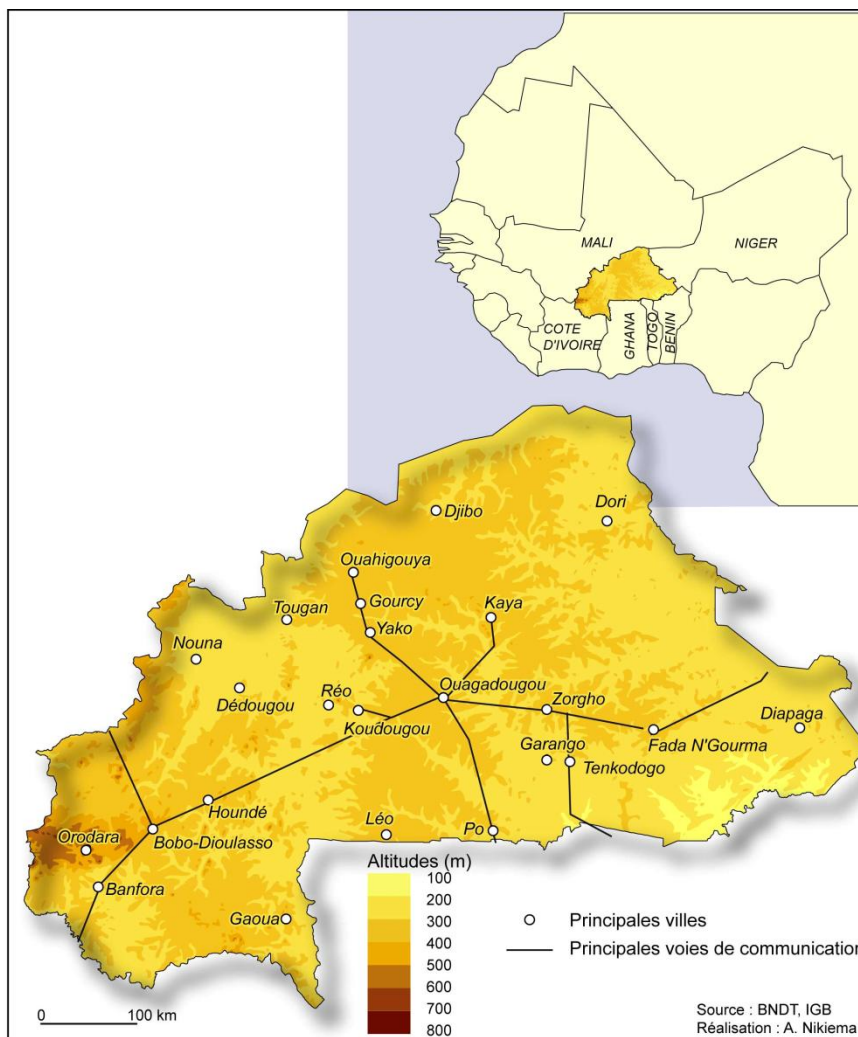 MALI
NIGER
COTE
D'IVOIRE
GHANA
TOGO
BENIN
Djibo
Dori
Ouahigouya
Gourcy
Kaya
Tougan
Yako
Nouna
Ouagadougou
Réo
Zorgho
Dédougou
Diapaga
Koudougou
Fada N'Gourma
Garango
Tenkodogo
Houndé
Léo
Po
Orodara
Bobo-Dioulasso
Banfora
Gaoua
Altitudes (m)
100
200
300
400
500
600
700
800
Principales villes
Principales voies de communication
0 100 km
Source : BNDT, IGB
Réalisation : A. Nikiema